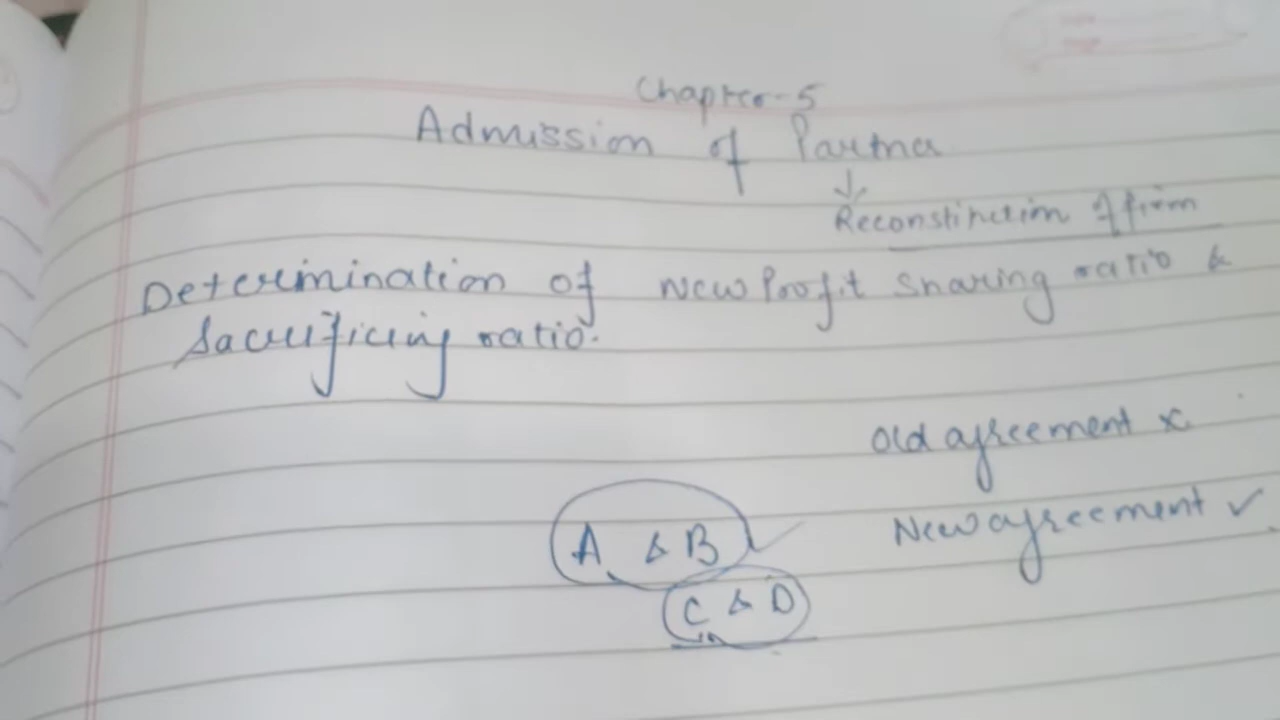 Chapter-5
Admission of Partner
↓
Reconstitution of firm
Determination of New Profit Sharing ratio &
Sacrificing ratio.
Old agreement ×
New agreement ✓
A & B ✓
C & D